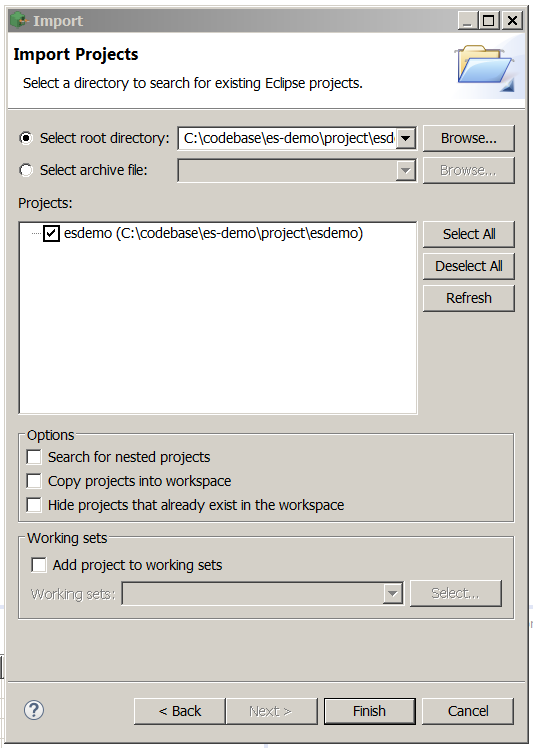 Import
Import Projects
Select a directory to search for existing Eclipse projects.
Select root directory: C:\codebase\es-demo\project\esd Browse...
Select archive file: Browse...
Projects:
esdemo (C:\codebase\es-demo\project\esdemo)
Select All
Deselect All
Refresh
Options
Search for nested projects
Copy projects into workspace
Hide projects that already exist in the workspace
Working sets
Add project to working sets
Working sets: Select...
? < Back Next > Finish Cancel